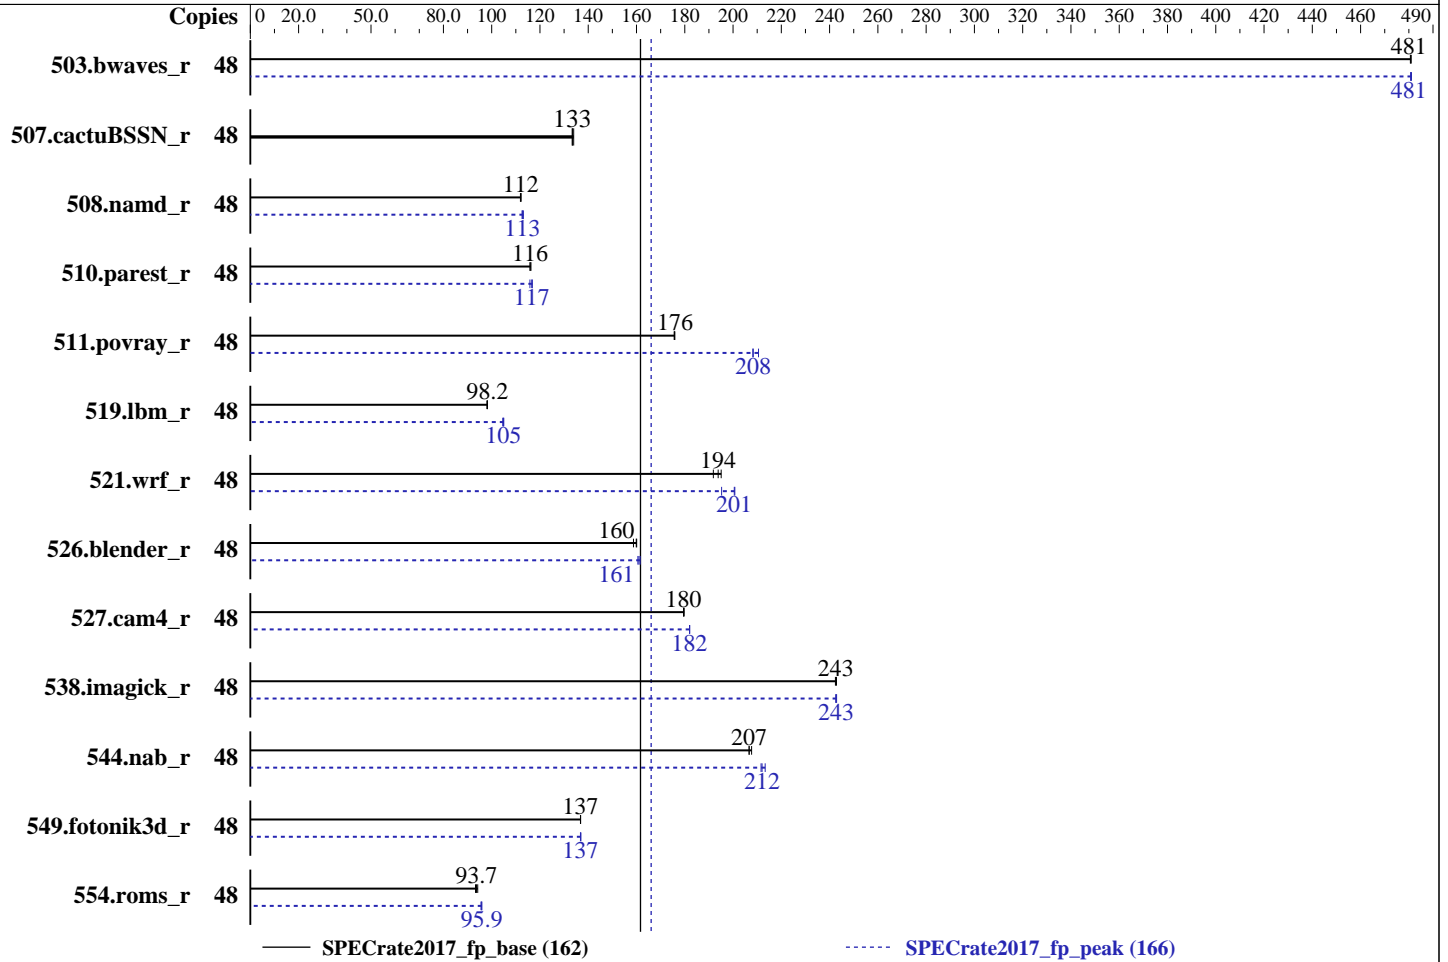 Copies 0 20.0 50.0 80.0 100 120 140 160 180 200 220 240 260 280 300 320 340 360 380 400 420 440 460 490
503.bwaves_r 48 481
481
507.cactuBSSN_r 48 133
508.namd_r 48 112
113
510.parest_r 48 116
117
511.povray_r 48 176
208
519.lbm_r 48 98.2
105
521.wrf_r 48 194
201
526.blender_r 48 160
161
527.cam4_r 48 180
182
538.imagick_r 48 243
243
544.nab_r 48 207
212
549.fotonik3d_r 48 137
137
554.roms_r 48 93.7
95.9
SPECrate2017_fp_base (162) SPECrate2017_fp_peak (166)